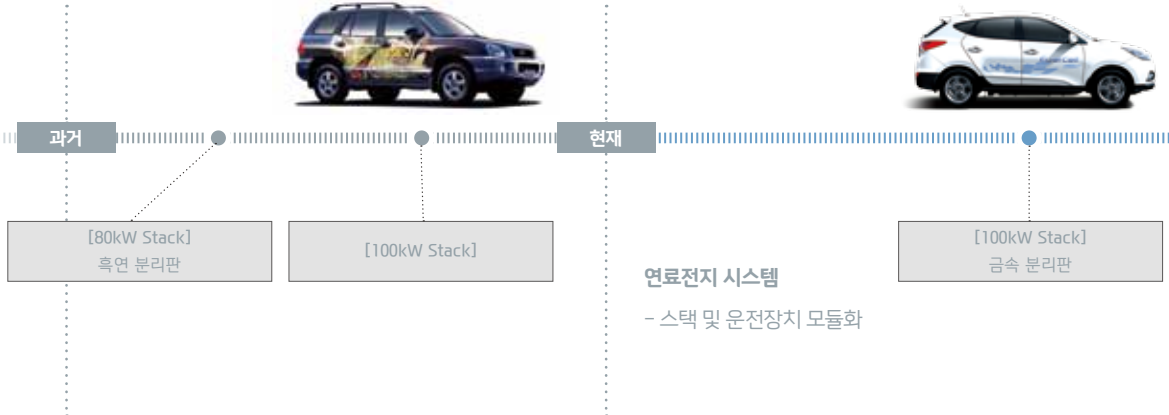 과거
현재
[80kW Stack]
흑연 분리판
[100kW Stack]
[100kW Stack]
금속 분리판
연료전지 시스템
- 스택 및 운전장치 모듈화